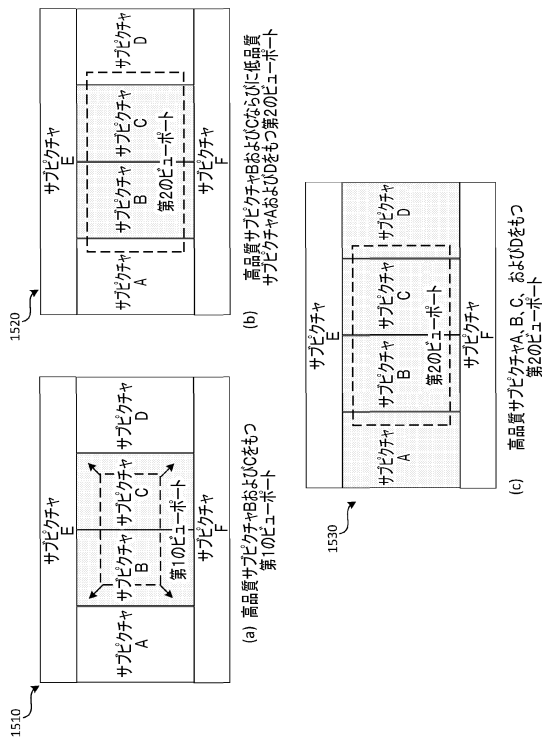 1510
サブピクチャ
E
サブピクチャ
A
サブピクチャ
B
サブピクチャ
C
サブピクチャ
D
第1のビューポート
サブピクチャ
F
(a) 高品質サブピクチャBおよびCをもつ
第1のビューポート
1520
サブピクチャ
E
サブピクチャ
A
サブピクチャ
B
サブピクチャ
C
サブピクチャ
D
第2のビューポート
サブピクチャ
F
(b) 高品質サブピクチャBおよびCならびに低品質
サブピクチャAおよびDをもつ第2のビューポート
1530
サブピクチャ
E
サブピクチャ
A
サブピクチャ
B
サブピクチャ
C
サブピクチャ
D
第2のビューポート
サブピクチャ
F
(c) 高品質サブピクチャA、B、C、およびDをもつ
第2のビューポート